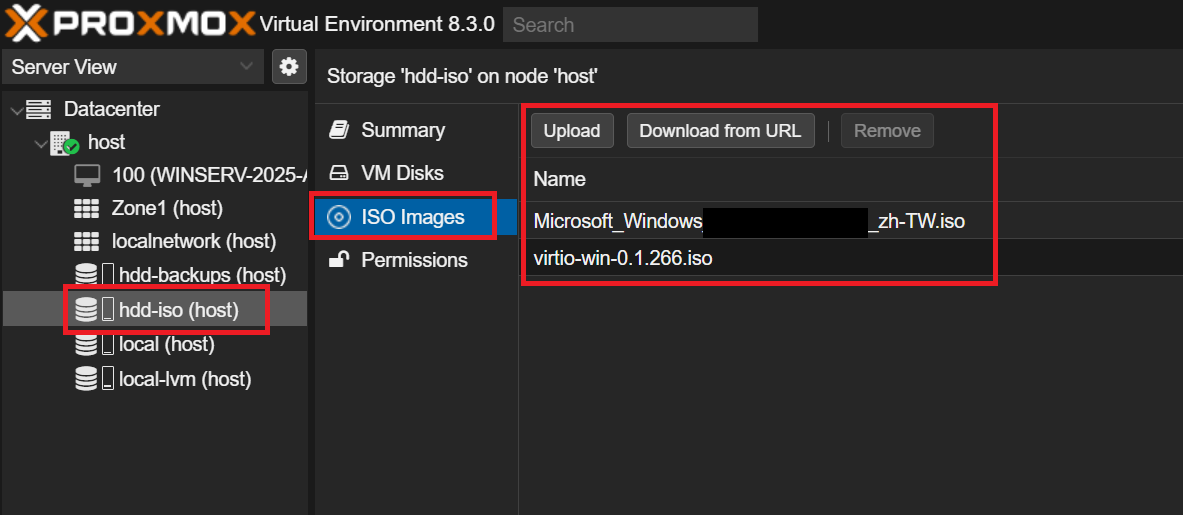 PROXMOX Virtual Environment 8.3.0 Search
Server View
Datacenter
host
100 (WINSERV-2025-
Zone1 (host)
localnetwork (host)
hdd-backups (host)
hdd-iso (host)
local (host)
local-lvm (host)
Storage 'hdd-iso' on node 'host'
Summary
VM Disks
ISO Images
Permissions
Upload Download from URL Remove
Name
Microsoft_Windows_ _zh-TW.iso
virtio-win-0.1.266.iso